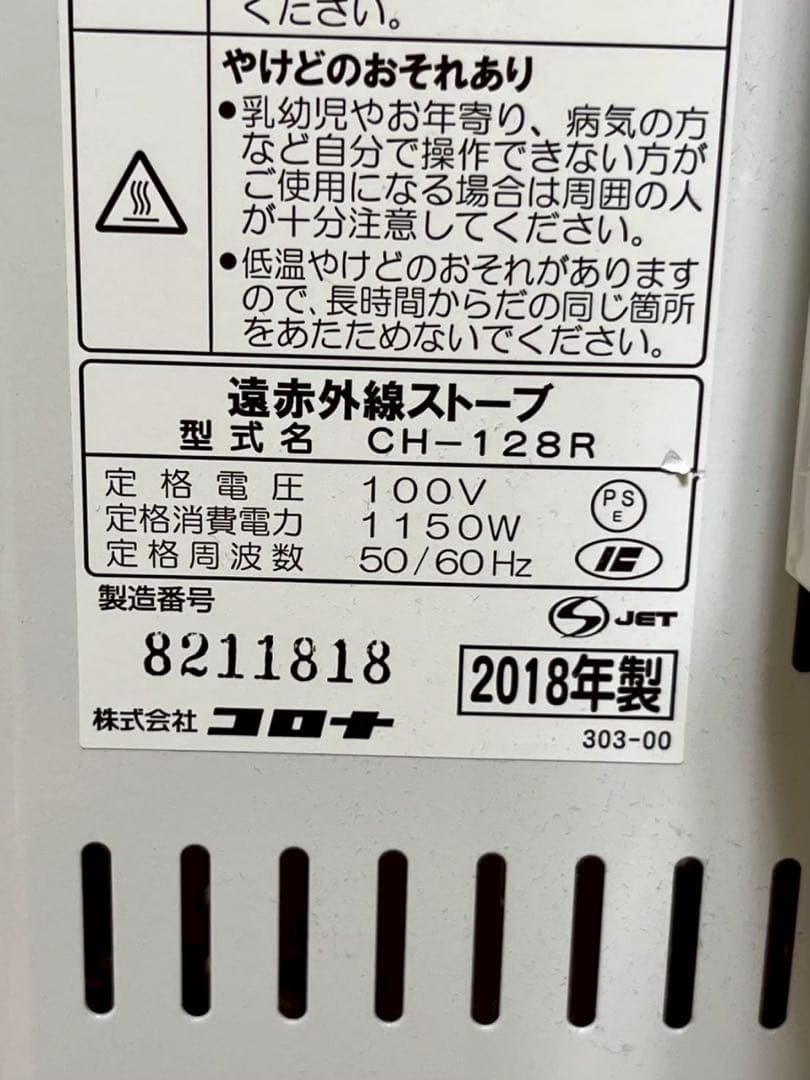 ください。
やけどのおそれあり
●乳幼児やお年寄り、病気の方
など自分で操作できない方が
ご使用になる場合は周囲の人
が十分注意してください。
●低温やけどのおそれがあります
ので、長時間からだの同じ箇所
をあたためないでください。
遠赤外線ストーブ
型式名 CH-128R
定格電圧 100V
定格消費電力 1150W
定格周波数 50/60Hz
PS
E
製造番号
JET
8211818
2018年製
株式会社 コロナ
303-00